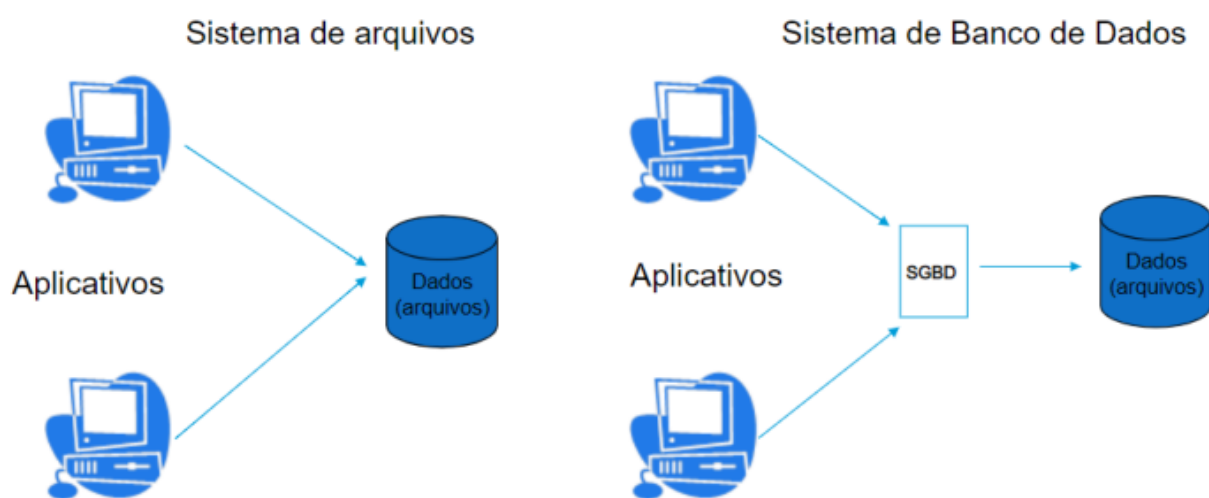 Sistema de arquivos
Aplicativos
Dados
(arquivos)
Sistema de Banco de Dados
Aplicativos
SGBD
Dados
(arquivos)